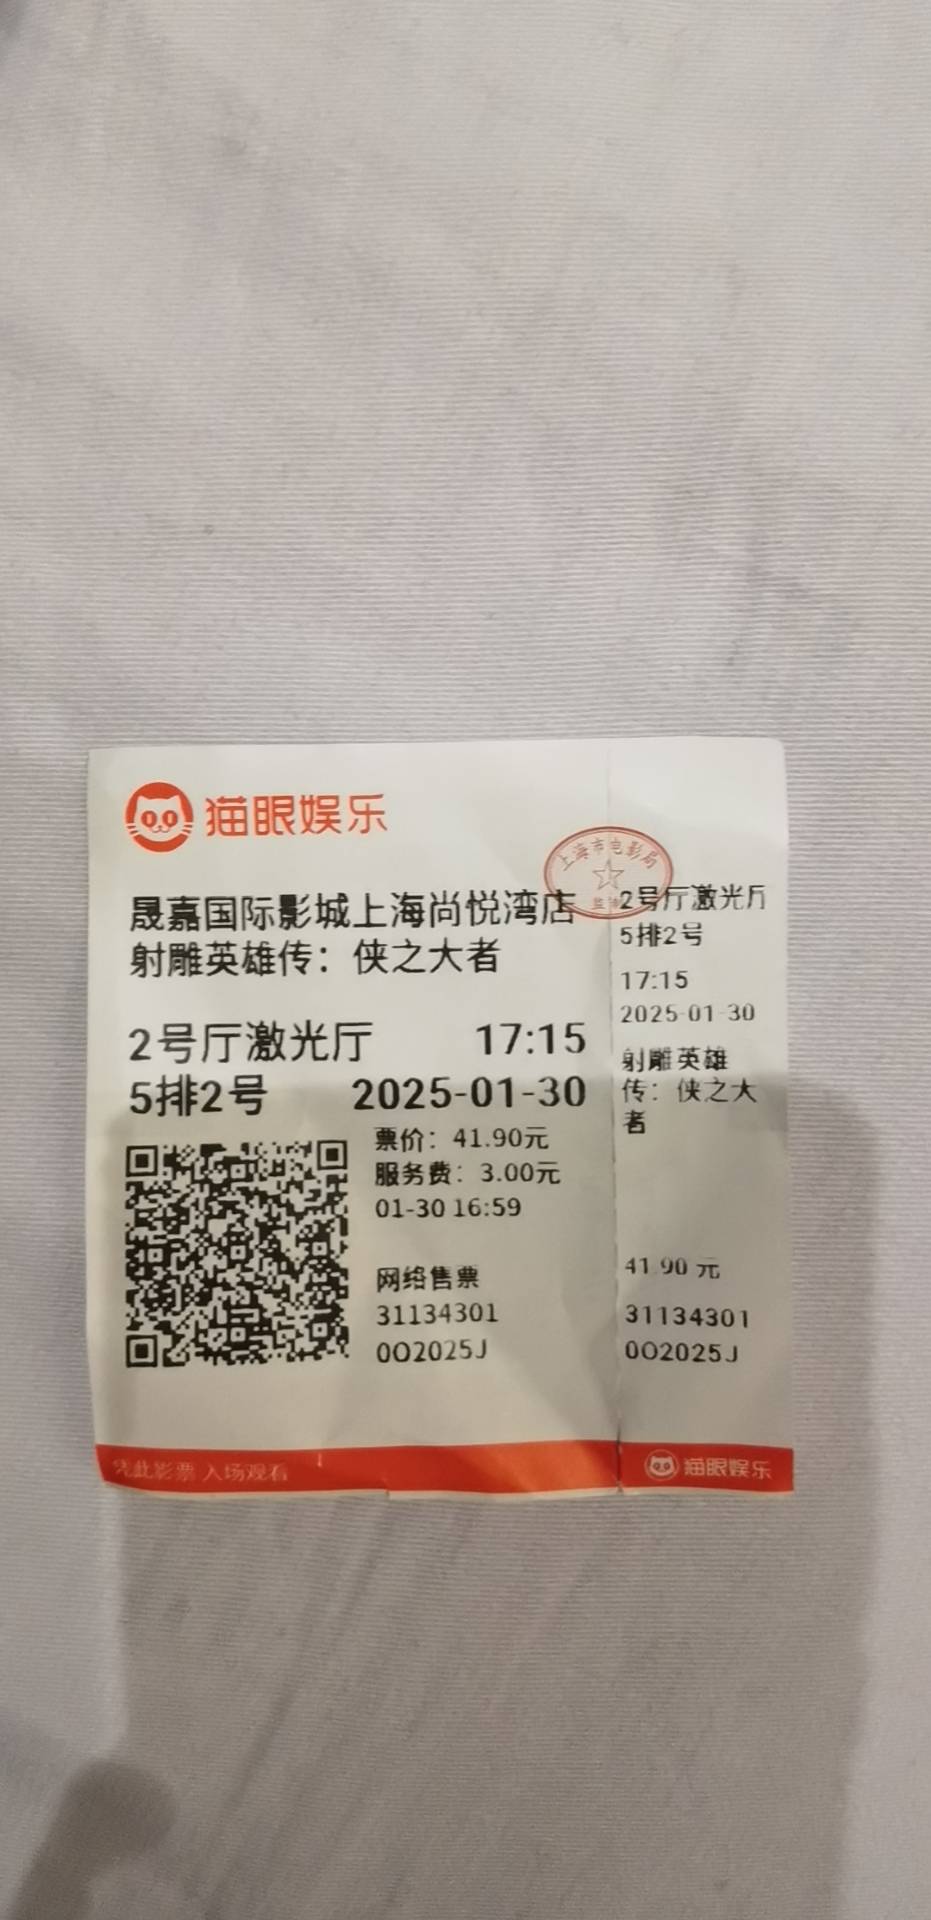 猫眼娱乐
上海市电影局
晟嘉国际影城上海尚悦湾店
射雕英雄传：侠之大者
2号厅激光厅 17:15
5排2号 2025-01-30
票价：41.90元
服务费：3.00元
01-30 16:59
网络售票
31134301
0O2025J
凭此影票 入场观看
2号厅激光厅
5排2号
17:15
2025-01-30
射雕英雄
传：侠之大
者
41.90 元
31134301
0O2025J
猫眼娱乐